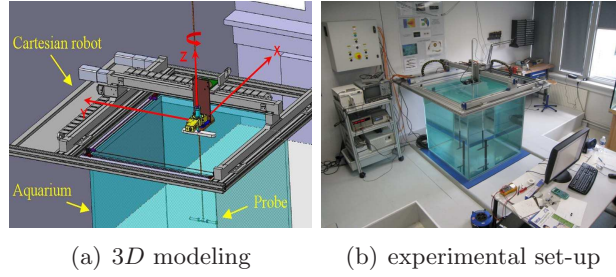 Cartesian robot
Z
X
Y
Aquarium
Probe
(a) 3D modeling
(b) experimental set-up